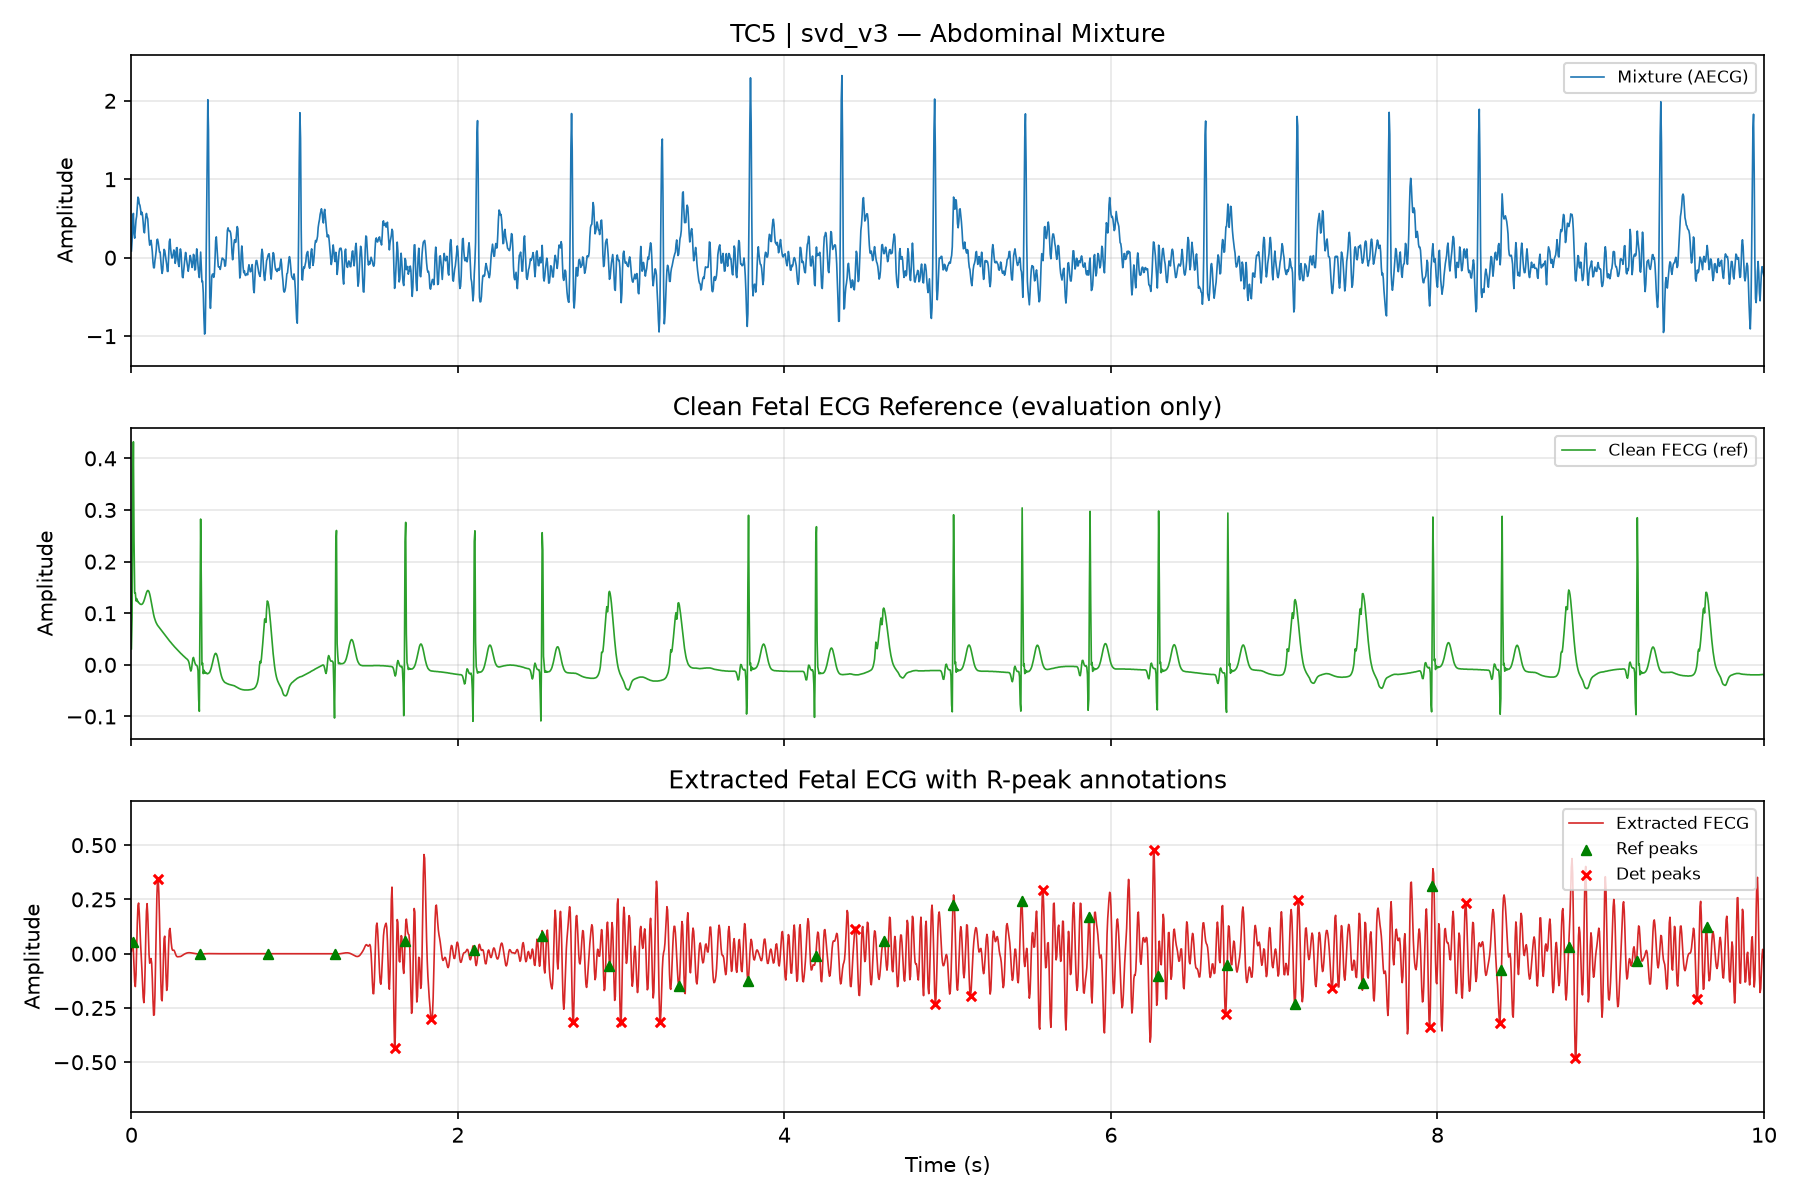 TC5 | svd_v3 — Abdominal Mixture
Mixture (AECG)
Amplitude
2
1
0
−1
Clean Fetal ECG Reference (evaluation only)
Clean FECG (ref)
Amplitude
0.4
0.3
0.2
0.1
0.0
−0.1
Extracted Fetal ECG with R-peak annotations
Extracted FECG
Ref peaks
Det peaks
Amplitude
0.50
0.25
0.00
−0.25
−0.50
0 2 4 6 8 10
Time (s)